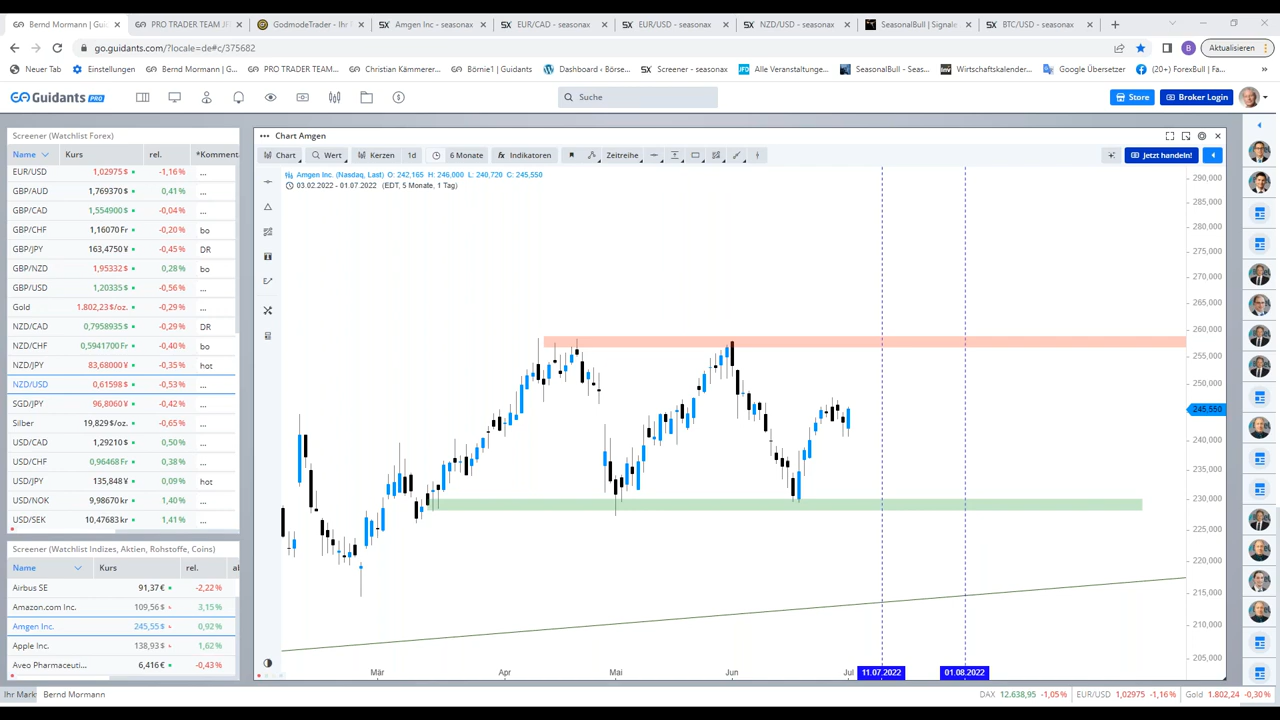 Bernd Mormann | Guidants
PRO TRADER TEAM JF
GodmodeTrader - Ihr
Amgen Inc - seasonax
EUR/CAD - seasonax
EUR/USD - seasonax
NZD/USD - seasonax
SeasonalBull | Signale
BTC/USD - seasonax
go.guidants.com/?locale=de#c/375682
B
Aktualisieren
Neuer Tab
Einstellungen
Bernd Mormann | G...
PRO TRADER TEAM...
Christian Kämmerer...
Börnie1 | Guidants
Dashboard ‹ Börse...
Screener - seasonax
JFD
Alle Veranstaltunge...
SeasonalBull - Seas...
inv
Wirtschaftskalender...
Google Übersetzer
(20+) ForexBull | Fa...
»
Guidants PRO
Suche
Store
Broker Login
Screener (Watchlist Forex)
Name Kurs rel. *Komment
EUR/USD 1,02975 $ -1,16% ...
GBP/AUD 1,769370 $ 0,41% ...
GBP/CAD 1,554900 $ -0,04% ...
GBP/CHF 1,16070 Fr -0,20% bo
GBP/JPY 163,4750 ¥ -0,45% DR
GBP/NZD 1,95332 $ 0,28% bo
GBP/USD 1,20335 $ -0,56% ...
Gold 1.802,23 $/oz. -0,29% ...
NZD/CAD 0,7958935 $ -0,29% DR
NZD/CHF 0,5941700 Fr -0,40% bo
NZD/JPY 83,68000 ¥ -0,35% hot
NZD/USD 0,61598 $ -0,53% ...
SGD/JPY 96,8060 ¥ -0,42% ...
Silber 19,829 $/oz. -0,65% ...
USD/CAD 1,29210 $ 0,50% ...
USD/CHF 0,96468 Fr 0,38% ...
USD/JPY 135,848 ¥ 0,09% hot
USD/NOK 9,98670 kr 1,40% ...
USD/SEK 10,47683 kr 1,41% ...
Screener (Watchlist Indizes, Aktien, Rohstoffe, Coins)
Name Kurs rel. al
Airbus SE 91,37 € -2,22%
Amazon.com Inc. 109,56 $ 3,15%
Amgen Inc. 245,55 $ 0,92%
Apple Inc. 138,93 $ 1,62%
Aveo Pharmaceuti... 6,416 € -0,43%
Chart Amgen
Chart
Wert
Kerzen
1d
6 Monate
fx Indikatoren
Zeitreihe
Jetzt handeln!
Amgen Inc. (Nasdaq, Last) O: 242,165 H: 246,000 L: 240,720 C: 245,550
03.02.2022 - 01.07.2022 (EDT, 5 Monate, 1 Tag)
290,000
285,000
280,000
275,000
270,000
265,000
260,000
255,000
250,000
245,550
240,000
235,000
230,000
225,000
220,000
215,000
210,000
205,000
Mär
Apr
Mai
Jun
Jul
11.07.2022
01.08.2022
Ihr Mark
Bernd Mormann
DAX 12.638,95 -1,05%
EUR/USD 1,02975 -1,16%
Gold 1.802,24 -0,30%